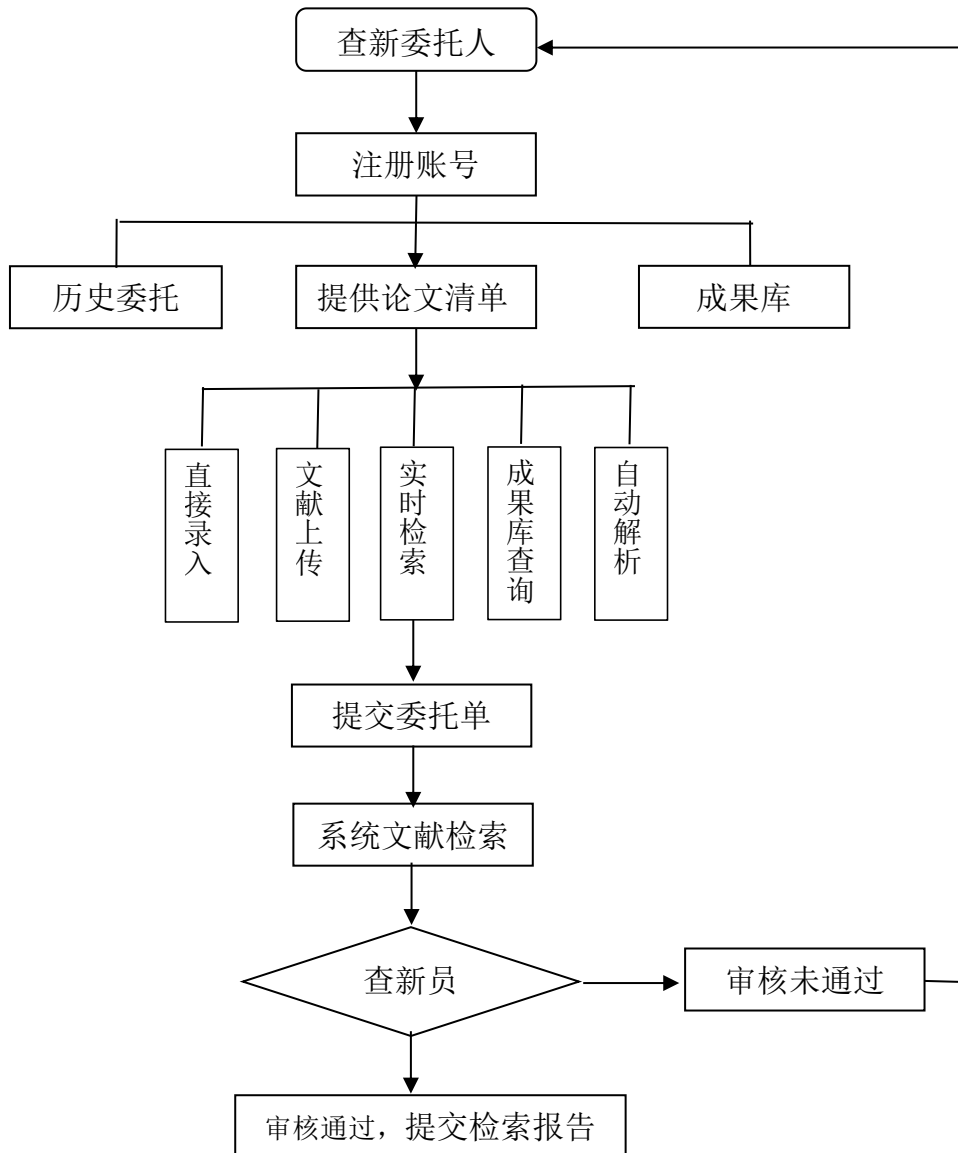 查新委托人
注册账号
历史委托
提供论文清单
成果库
直接录入
文献上传
实时检索
成果库查询
自动解析
提交委托单
系统文献检索
查新员
审核未通过
审核通过，提交检索报告